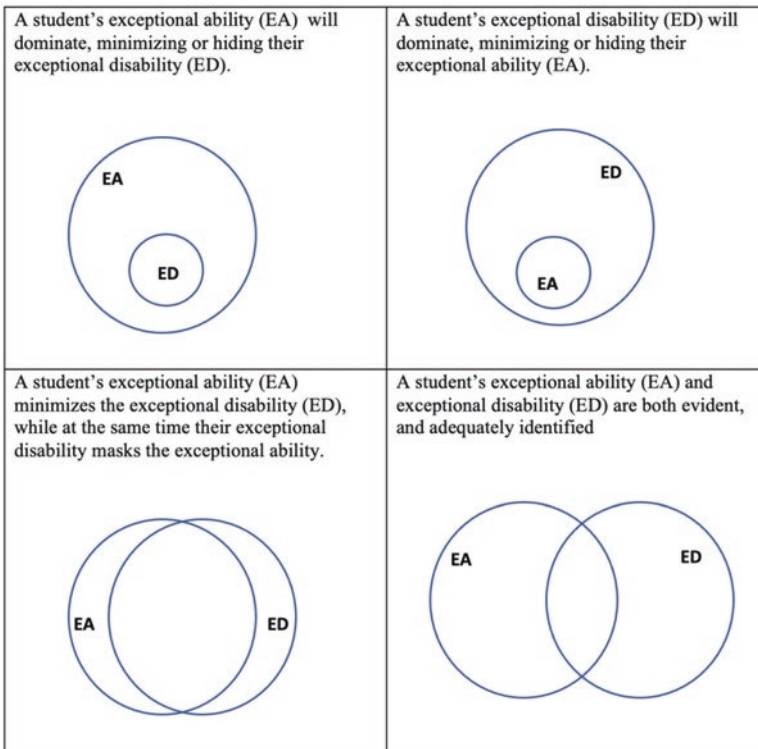 A student’s exceptional ability (EA) will
dominate, minimizing or hiding their
exceptional disability (ED).
EA
ED
A student’s exceptional disability (ED) will
dominate, minimizing or hiding their
exceptional ability (EA).
ED
EA
A student’s exceptional ability (EA)
minimizes the exceptional disability (ED),
while at the same time their exceptional
disability masks the exceptional ability.
EA
ED
A student’s exceptional ability (EA) and
exceptional disability (ED) are both evident,
and adequately identified
EA
ED